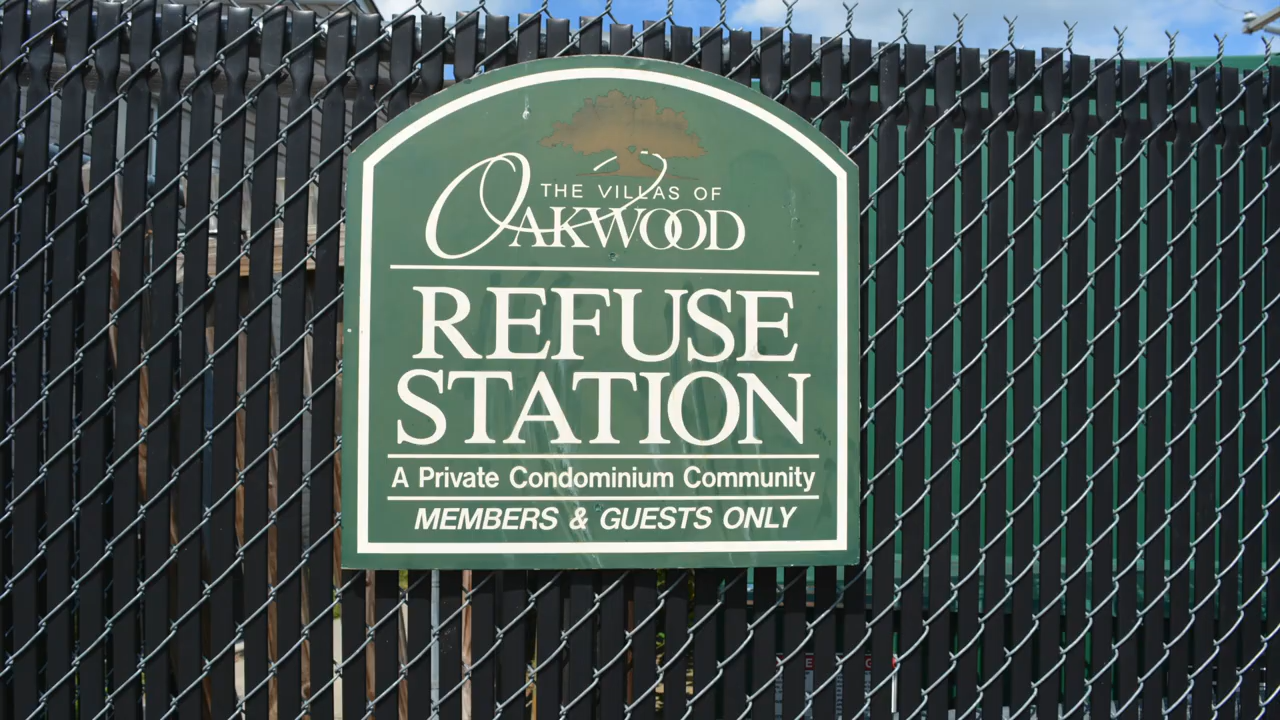 THE VILLAS OF
OAKWOOD
REFUSE
STATION
A Private Condominium Community
MEMBERS & GUESTS ONLY